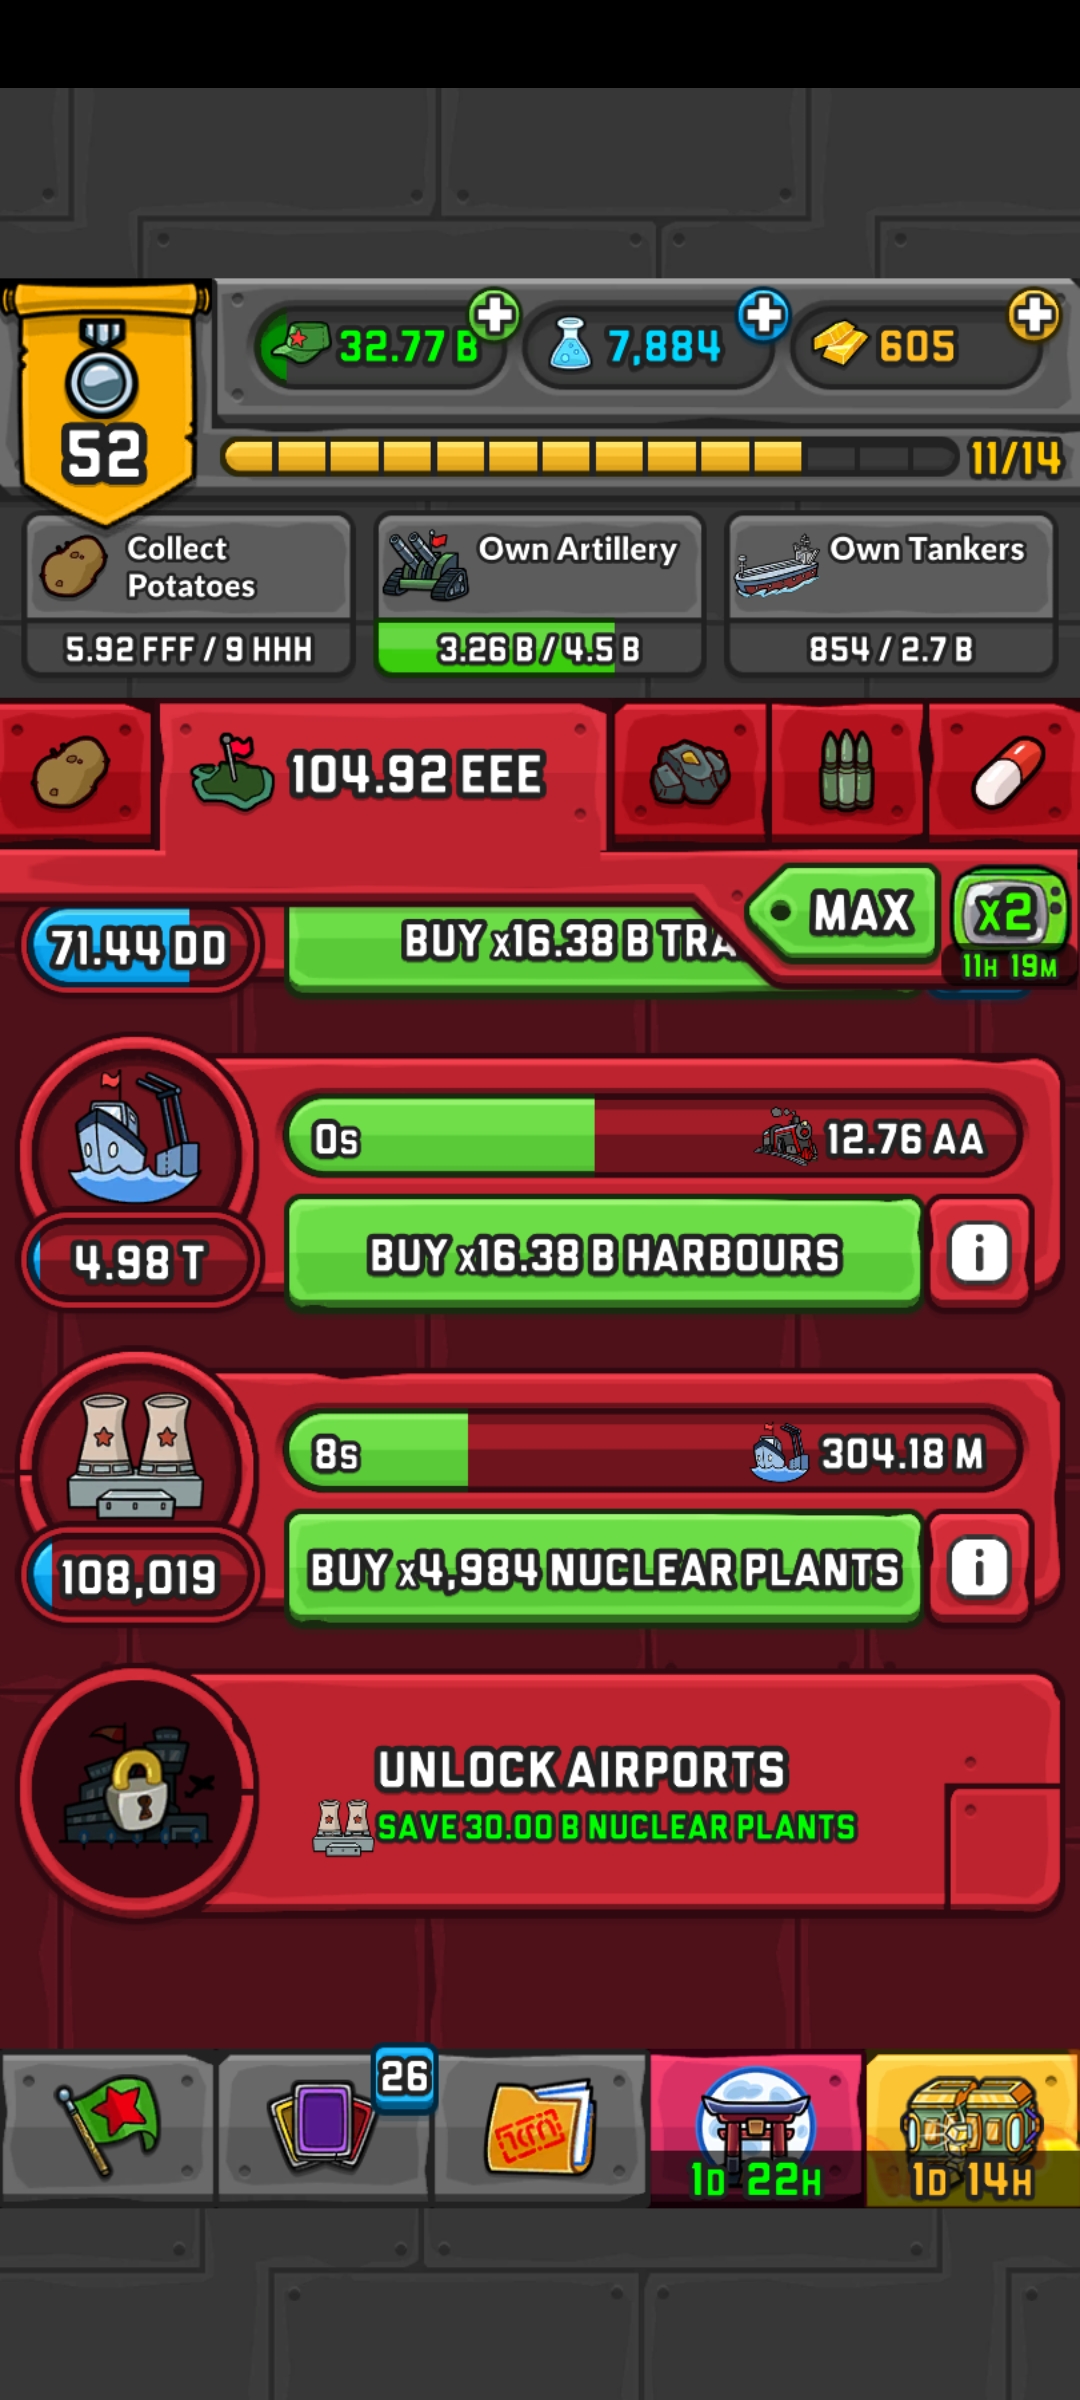 32.77 B
7,884
605
52
11/14
Collect
Potatoes
5.92 FFF / 9 HHH
Own Artillery
3.26 B / 4.5 B
Own Tankers
854 / 2.7 B
104.92 EEE
MAX
x2
11H 19M
71.44 DD
BUY x16.38 B TRA
0s
12.76 AA
4.98 T
BUY x16.38 B HARBOURS
i
8s
304.18 M
108,019
BUY x4,984 NUCLEAR PLANTS
i
UNLOCK AIRPORTS
SAVE 30.00 B NUCLEAR PLANTS
26
1D 22H
1D 14H